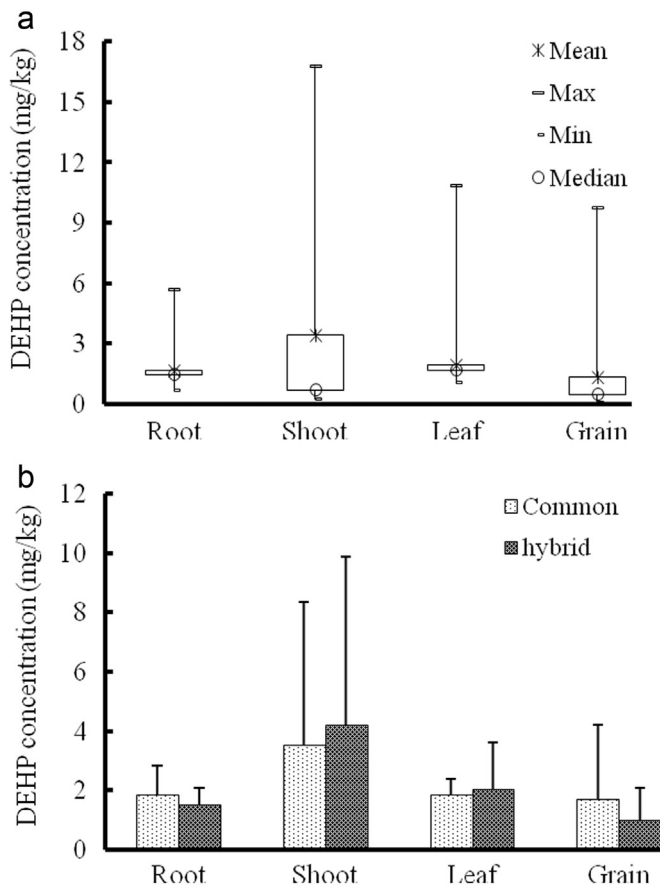 a
DEHP concentration (mg/kg)
18
15
12
9
6
3
0
Mean
Max
Min
Median
Root Shoot Leaf Grain
b
DEHP concentration (mg/kg)
12
10
8
6
4
2
0
Common
hybrid
Root Shoot Leaf Grain